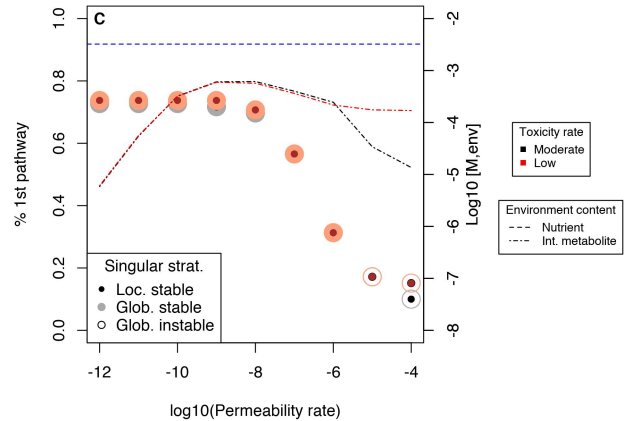 C
1.0
0.8
0.6
0.4
0.2
0.0
% 1st pathway
-2
-3
-4
-5
-6
-7
-8
Log10 [M,env]
-12
-10
-8
-6
-4
log10(Permeability rate)
Singular strat.
Loc. stable
Glob. stable
Glob. instable
Toxicity rate
Moderate
Low
Environment content
Nutrient
Int. metabolite